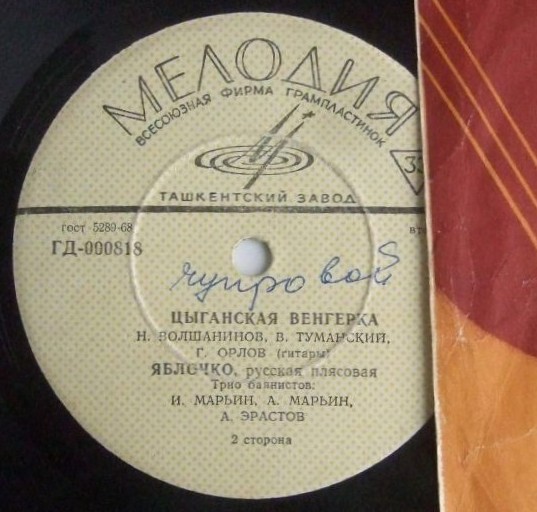 МЕЛОДИЯ
ВСЕСОЮЗНАЯ ФИРМА ГРАМПЛАСТИНОК
33
ТАШКЕНТСКИЙ ЗАВОД
гост 5289-68
ГД-000818
чупровой
ЦЫГАНСКАЯ ВЕНГЕРКА
Н. ВОЛШАНИНОВ, В. ТУМАНСКИЙ,
Г. ОРЛОВ (гитары)
ЯБЛОЧКО, русская плясовая
Трио баянистов:
И. МАРЬИН, А. МАРЬИН,
А. ЭРАСТОВ
2 сторона